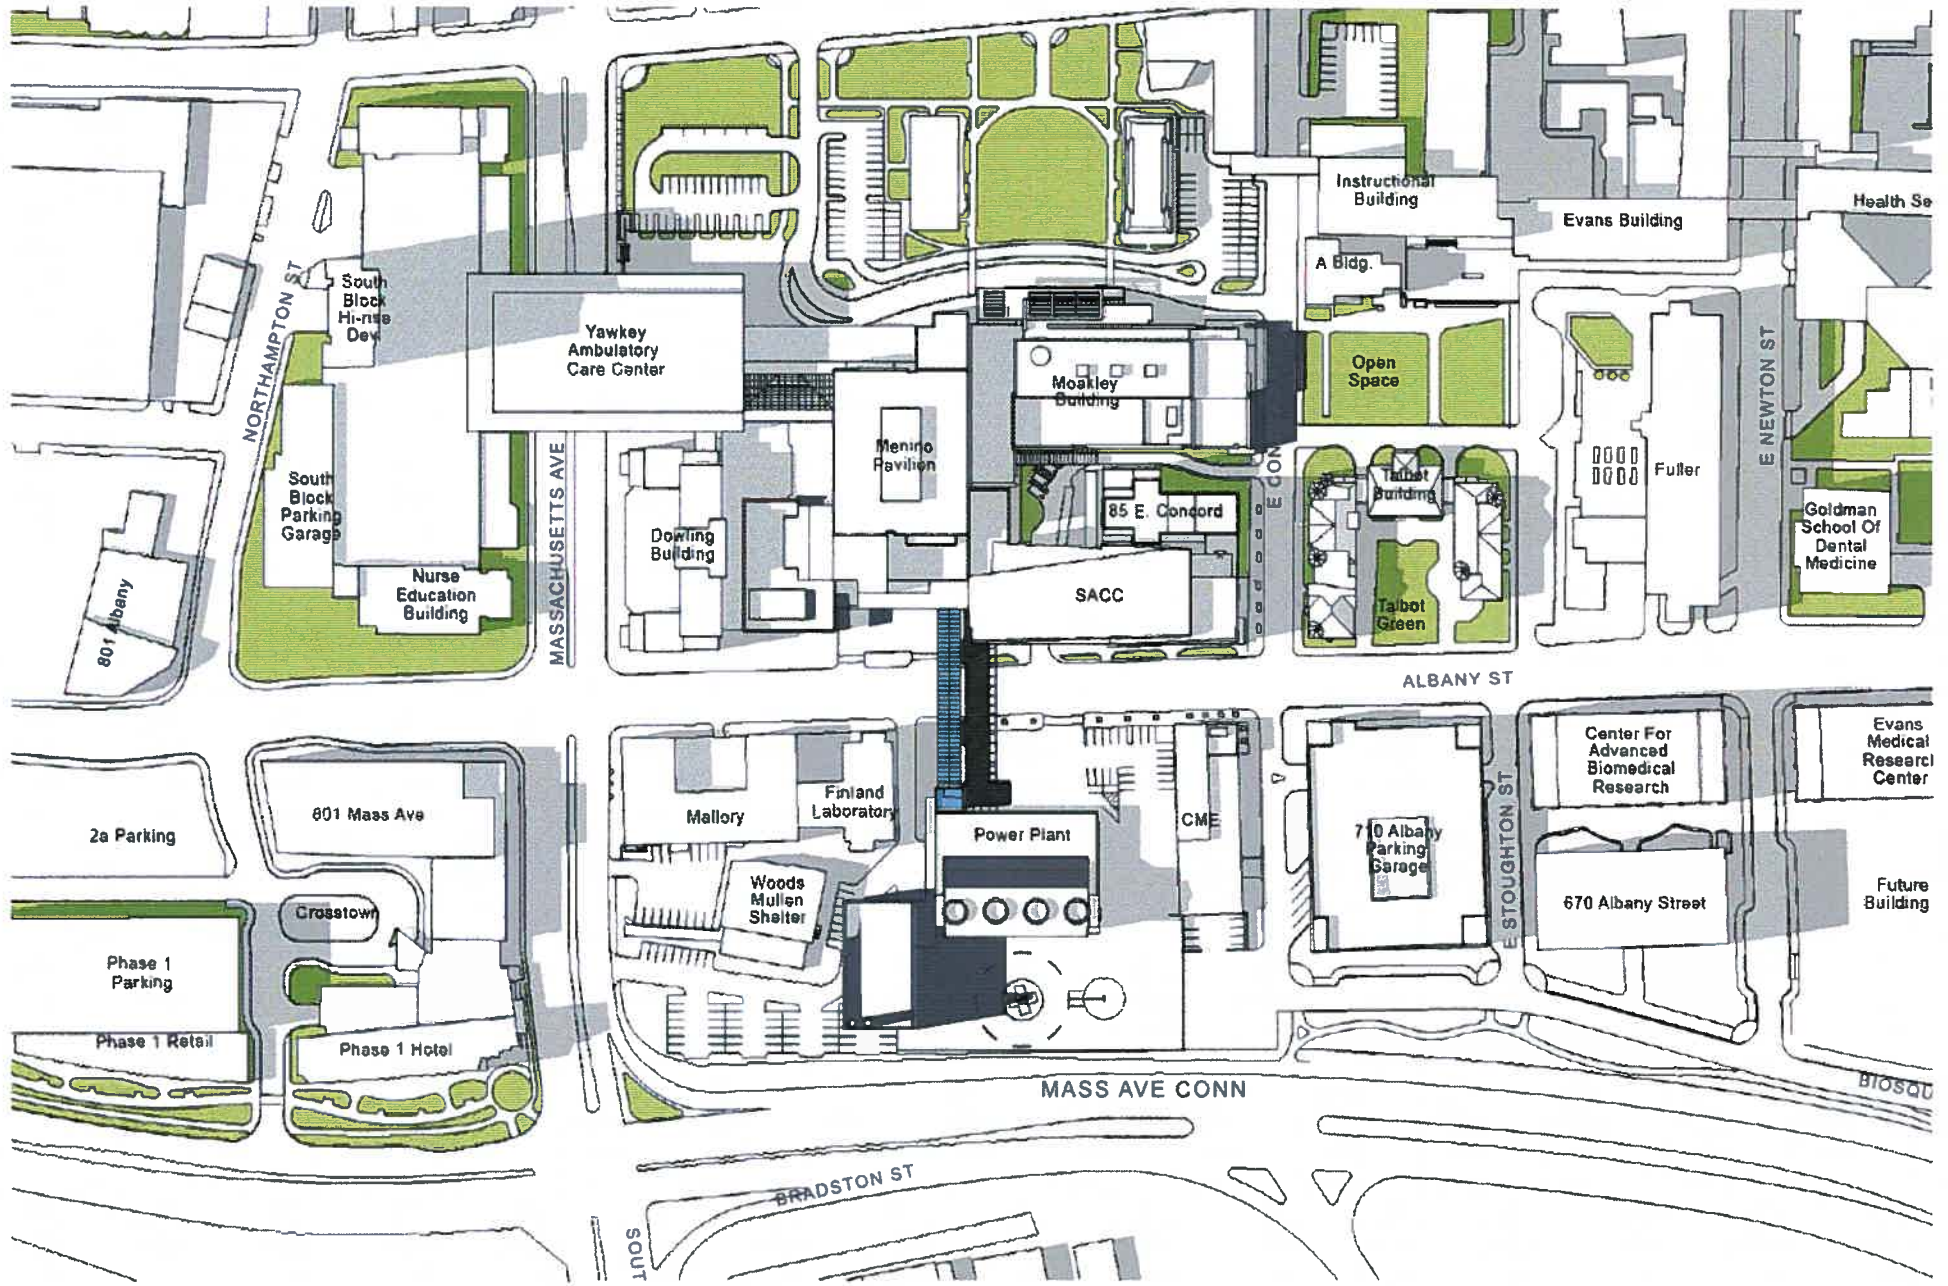 Instructional
Building
Health Se
Evans Building
A Bldg.
South
Block
Hi-rise
Dev
NORTHAMPTON ST
Yawkey
Ambulatory
Care Center
Moakley
Building
Open
Space
E NEWTON ST
Menino
Pavilion
MASSACHUSETTS AVE
South
Block
Parking
Garage
Dowling
Building
85 E. Concord
E CON
Talbot
Building
Fuller
Goldman
School Of
Dental
Medicine
Nurse
Education
Building
801 Albany
SACC
Talbot
Green
ALBANY ST
2a Parking
801 Mass Ave
Mallory
Finland
Laboratory
Power Plant
CME
710 Albany
Parking
Garage
E STOUGHTON ST
Center For
Advanced
Biomedical
Research
Evans
Medical
Research
Center
Woods
Mullen
Shelter
Crosstown
670 Albany Street
Future
Building
Phase 1
Parking
Phase 1 Retail
Phase 1 Hotel
MASS AVE CONN
BIOSQU
BRADSTON ST
SOUT